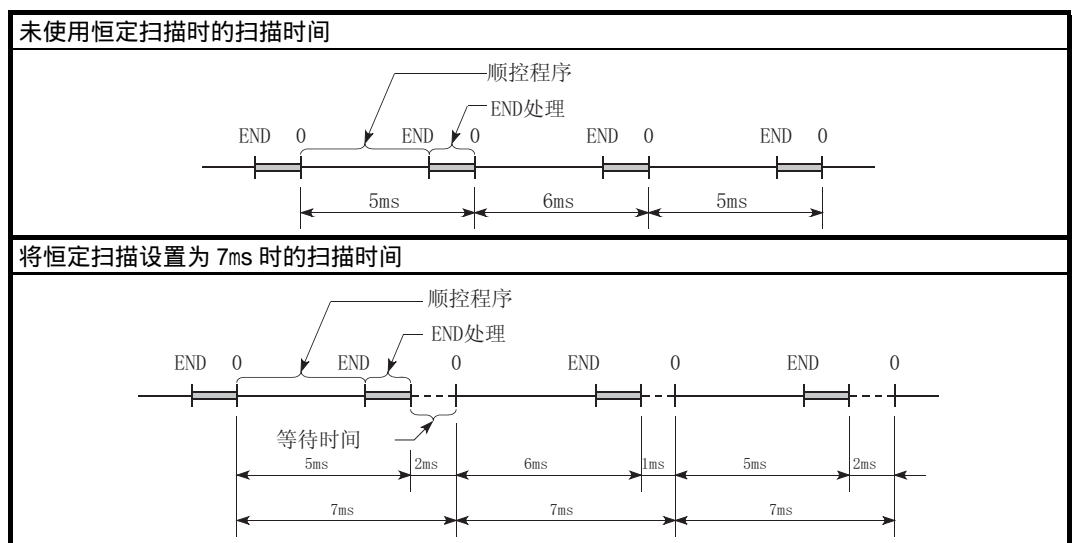 未使用恒定扫描时的扫描时间
顺控程序
END处理
END 0 END 0 END 0 END 0
5ms 6ms 5ms
将恒定扫描设置为 7ms 时的扫描时间
顺控程序
END处理
END 0 END 0 END 0 END 0
等待时间
5ms 2ms 6ms 1ms 5ms 2ms
7ms 7ms 7ms